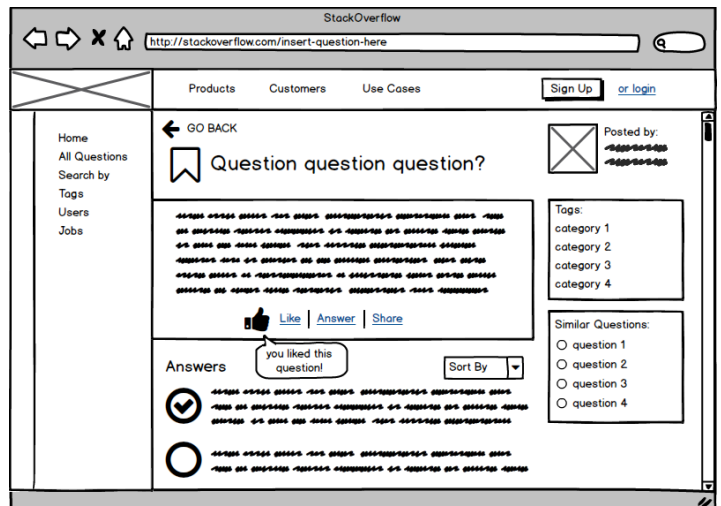 StackOverflow
http://stackoverflow.com/insert-question-here
Products Customers Use Cases Sign Up or login
Home
All Questions
Search by
Tags
Users
Jobs
GO BACK
Question question question?
Posted by:
Like Answer Share
you liked this
question!
Answers
Sort By
Tags:
category 1
category 2
category 3
category 4
Similar Questions:
question 1
question 2
question 3
question 4